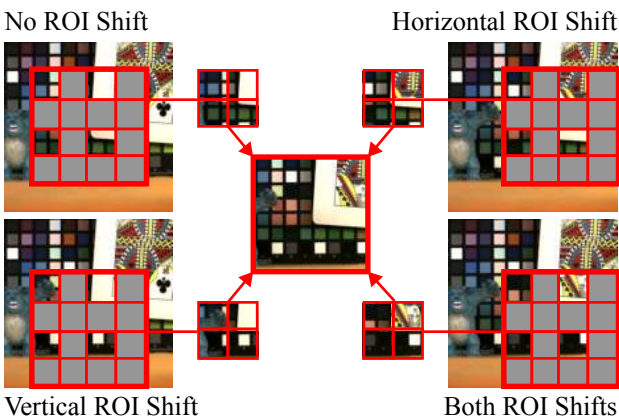 No ROI Shift
Horizontal ROI Shift
Vertical ROI Shift
Both ROI Shifts